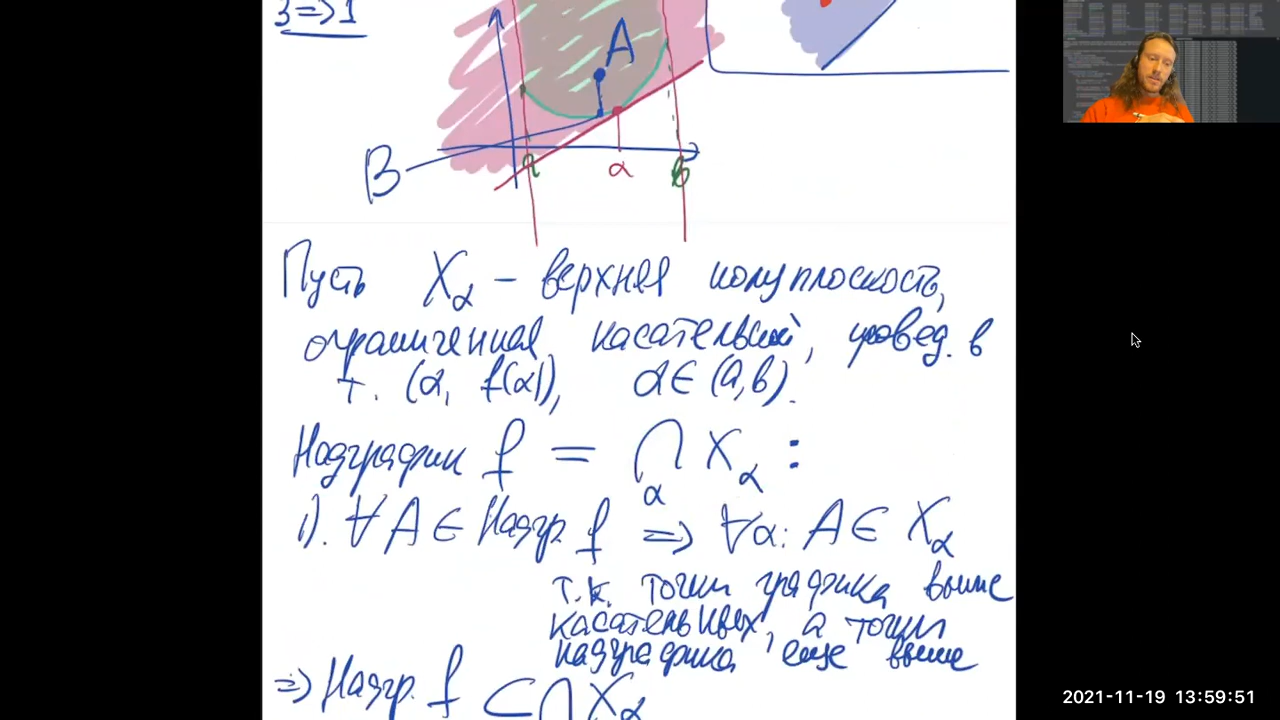 3=>1
A
B
a
α
b
Пусть X_α – верхняя полуплоскость,
ограниченная касательной, провед. в
т. (α, f(α)), α∈(a,b).
Надграфик f = ⋂_α X_α :
1). ∀A∈ Надгр. f => ∀α: A∈ X_α
т.к. точки графика выше
касательных, а точки
надграфика еще выше
=> Надгр. f ⊂ ⋂X_α
2021-11-19 13:59:51